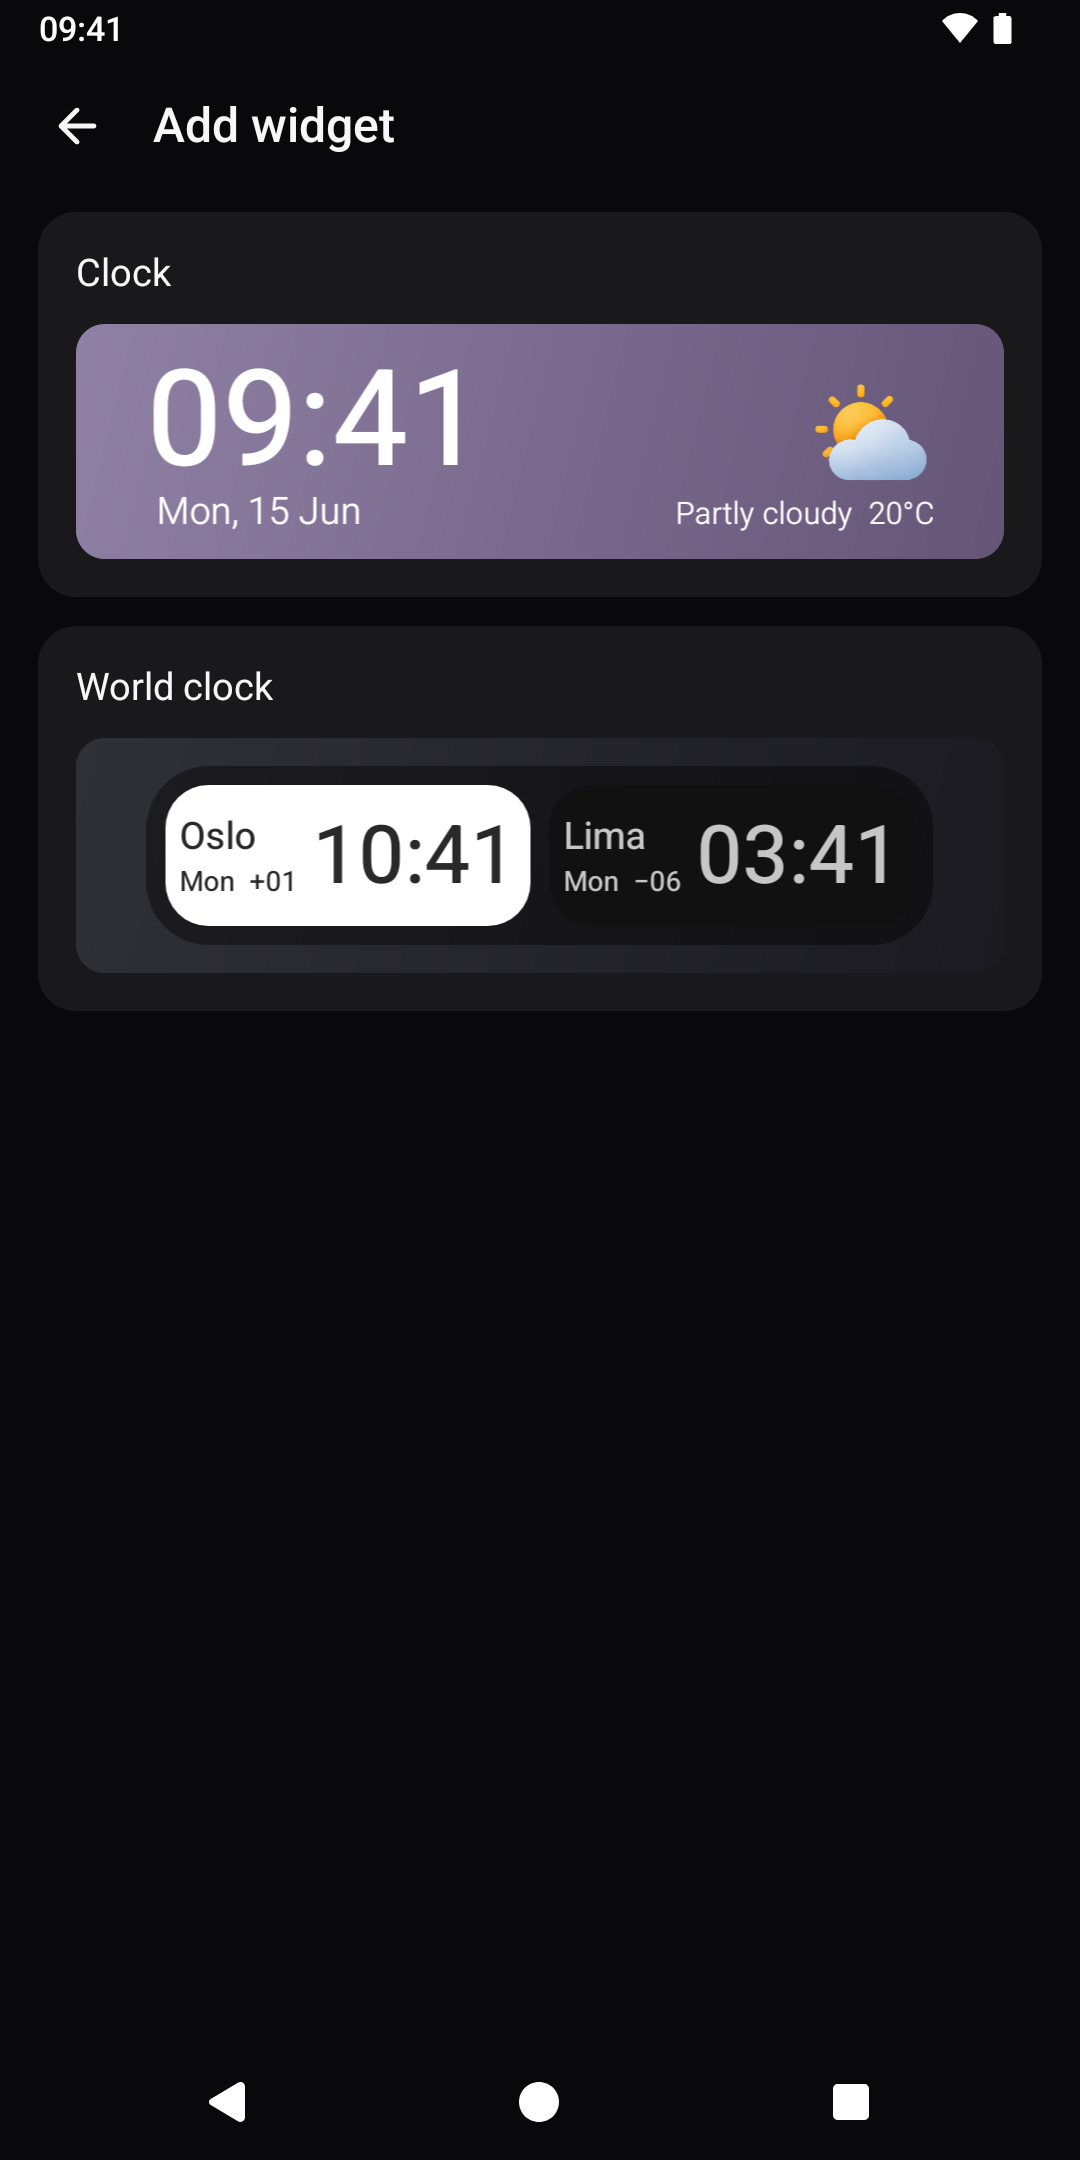 09:41
Add widget
Clock
09:41
Mon, 15 Jun
Partly cloudy 20°C
World clock
Oslo
Mon +01
10:41
Lima
Mon −06
03:41